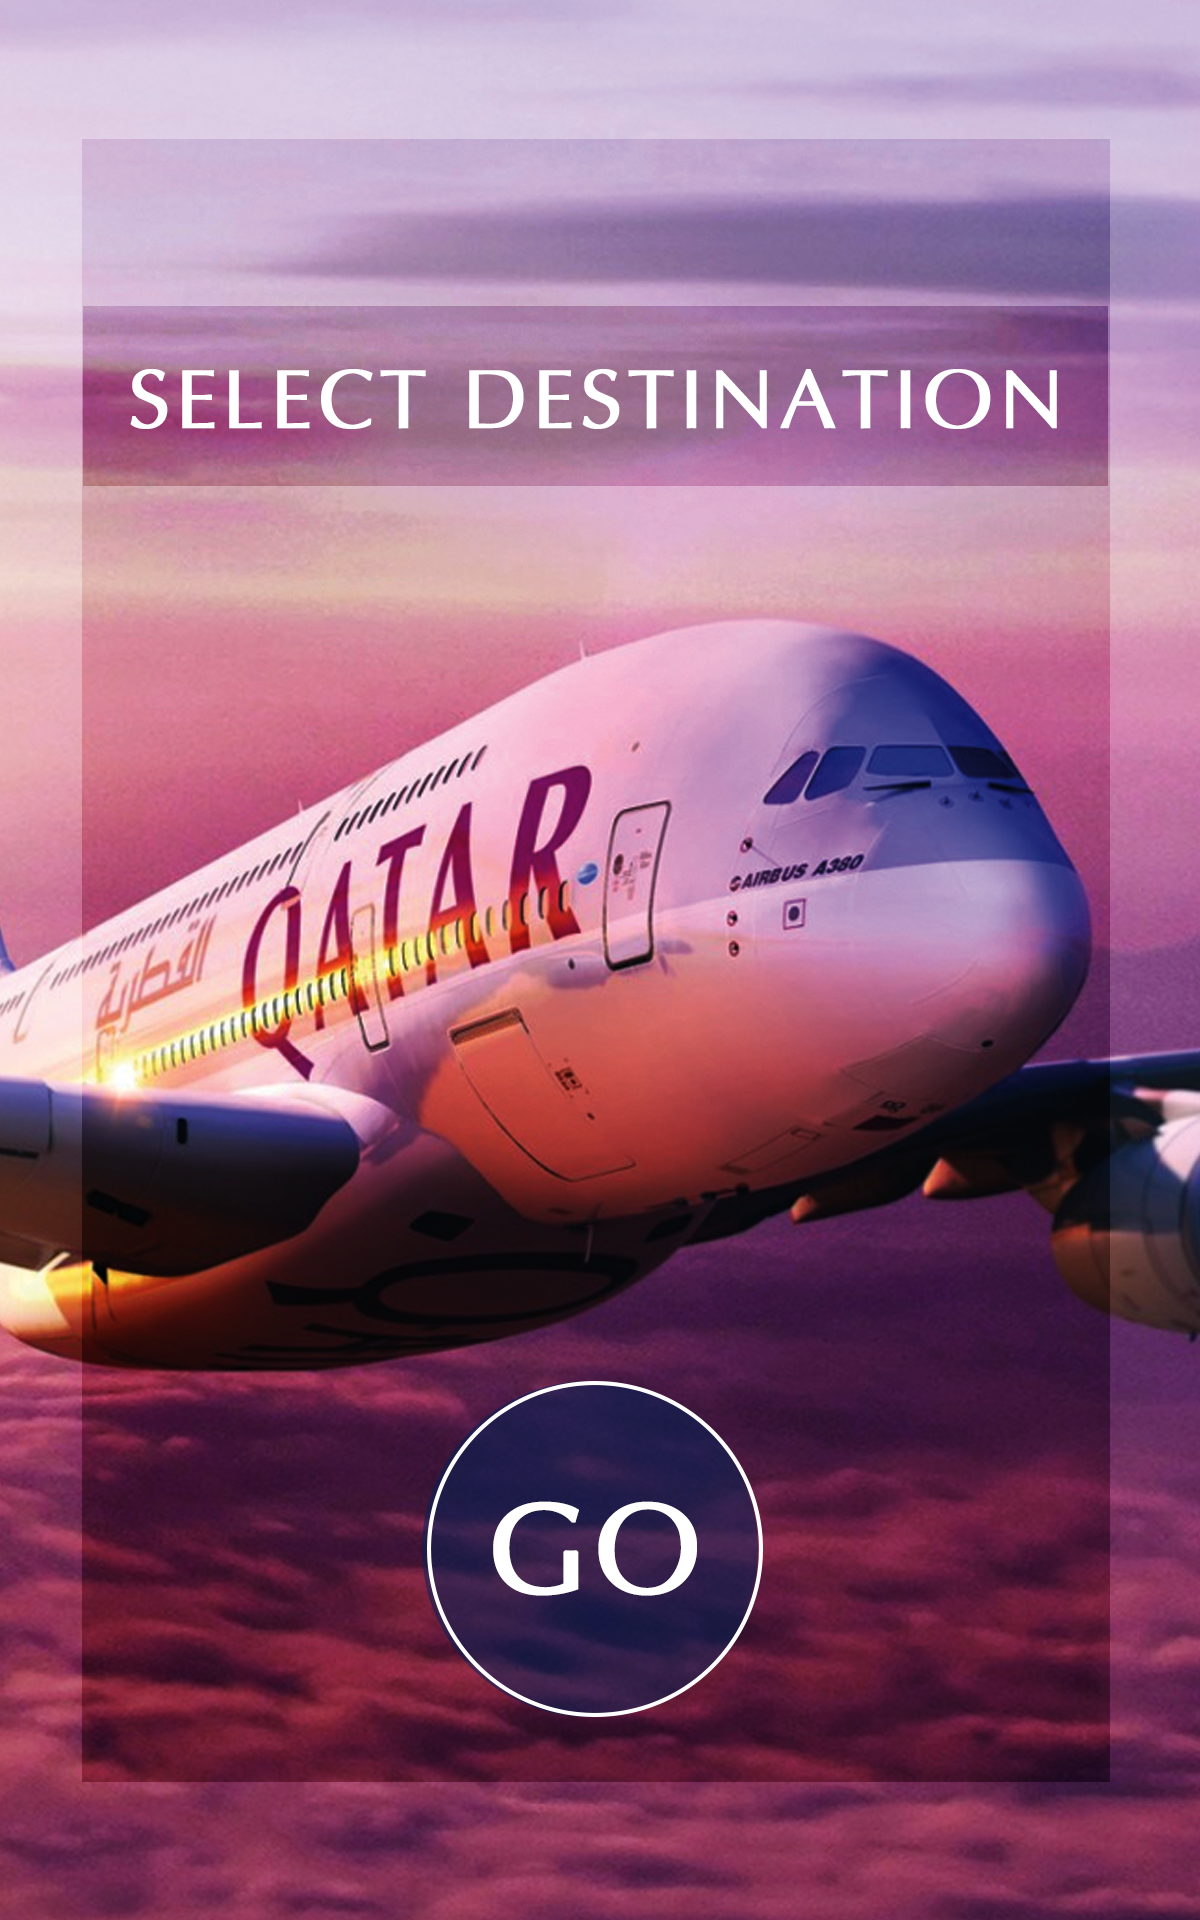 SELECT DESTINATION
QATAR
القطرية
AIRBUS A380
GO